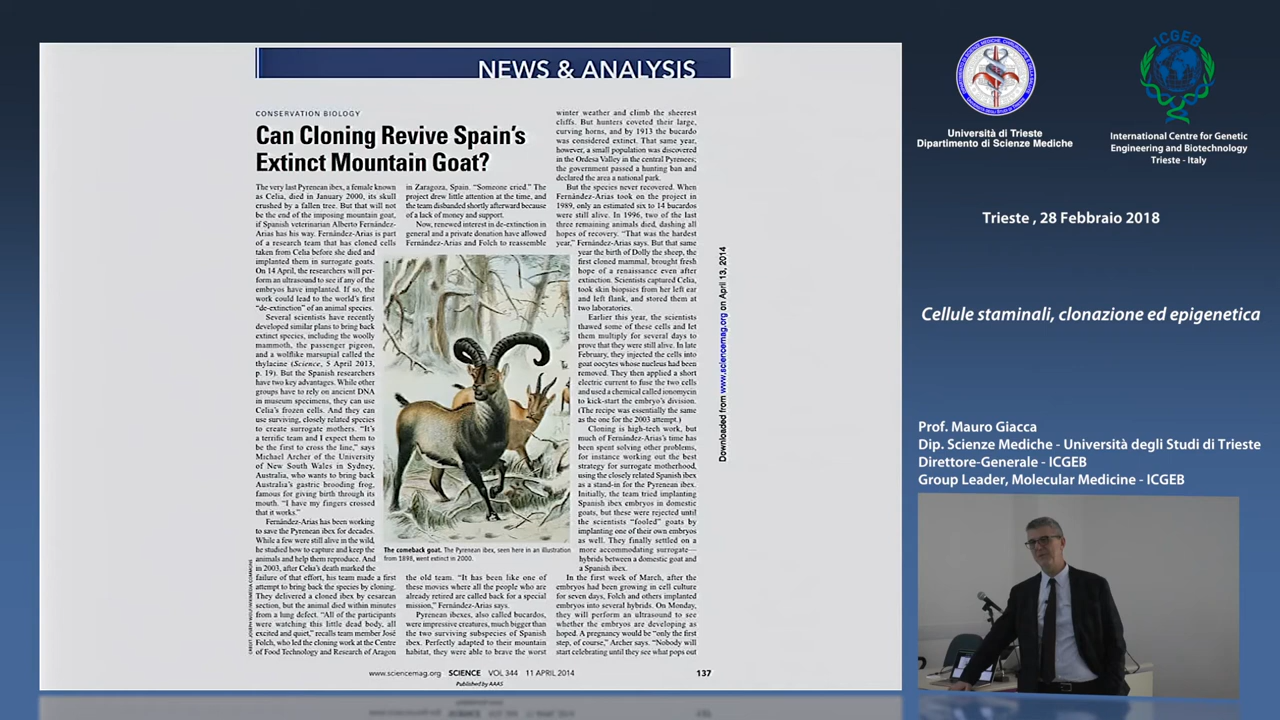 NEWS & ANALYSIS
CONSERVATION BIOLOGY
Can Cloning Revive Spain's
Extinct Mountain Goat?
The very last Pyrenean ibex, a female known
as Celia, died in January 2000, its skull
crushed by a fallen tree. But that will not
be the end of the imposing mountain goat,
if Spanish veterinarian Alberto Fernández-
Arias has his way. Fernández-Arias is part
of a research team that has cloned cells
taken from Celia before she died and
implanted them in surrogate goats.
On 14 April, the researchers will per-
form an ultrasound to see if any of the
embryos have implanted. If so, the
work could lead to the world's first
“de-extinction” of an animal species.
Several scientists have recently
developed similar plans to bring back
extinct species, including the woolly
mammoth, the passenger pigeon,
and a wolflike marsupial called the
thylacine (Science, 5 April 2013,
p. 19). But the Spanish researchers
have two key advantages. While other
groups have to rely on ancient DNA
in museum specimens, they can use
Celia's frozen cells. And they can
use surviving, closely related species
to create surrogate mothers. “It's
a terrific team and I expect them to
be the first to cross the line,” says
Michael Archer of the University
of New South Wales in Sydney,
Australia, who wants to bring back
Australia's gastric brooding frog,
famous for giving birth through its
mouth. “I have my fingers crossed
that it works.”
Fernández-Arias has been working
to save the Pyrenean ibex for decades.
While a few were still alive in the wild,
he studied how to capture and keep the
animals and help them reproduce. And
in 2003, after Celia's death marked the
failure of that effort, his team made a first
attempt to bring back the species by cloning.
They delivered a cloned ibex by cesarean
section, but the animal died within minutes
from a lung defect. “All of the participants
were watching this little dead body, all
excited and quiet,” recalls team member José
Folch, who led the cloning work at the Centre
of Food Technology and Research of Aragon
in Zaragoza, Spain. “Someone cried.” The
project drew little attention at the time, and
the team disbanded shortly afterward because
of a lack of money and support.
Now, renewed interest in de-extinction in
general and a private donation have allowed
Fernández-Arias and Folch to reassemble
The comeback goat. The Pyrenean ibex, seen here in an illustration
from 1898, went extinct in 2000.
the old team. “It has been like one of
these movies where all the people who are
already retired are called back for a special
mission,” Fernández-Arias says.
Pyrenean ibexes, also called bucardos,
were impressive creatures, much bigger than
the two surviving subspecies of Spanish
ibex. Perfectly adapted to their mountain
habitat, they were able to brave the worst
winter weather and climb the sheerest
cliffs. But hunters coveted their large,
curving horns, and by 1913 the bucardo
was considered extinct. That same year,
however, a small population was discovered
in the Ordesa Valley in the central Pyrenees;
the government passed a hunting ban and
declared the area a national park.
But the species never recovered. When
Fernández-Arias took on the project in
1989, only an estimated six to 14 bucardos
were still alive. In 1996, two of the last
three remaining animals died, dashing all
hopes of recovery. “That was the hardest
year,” Fernández-Arias says. But that same
year the birth of Dolly the sheep, the
first cloned mammal, brought fresh
hope of a renaissance even after
extinction. Scientists captured Celia,
took skin biopsies from her left ear
and left flank, and stored them at
two laboratories.
Earlier this year, the scientists
thawed some of these cells and let
them multiply for several days to
prove that they were still alive. In late
February, they injected the cells into
goat oocytes whose nucleus had been
removed. They then applied a short
electric current to fuse the two cells
and used a chemical called ionomycin
to kick-start the embryo's division.
(The recipe was essentially the same
as the one for the 2003 attempt.)
Cloning is high-tech work, but
much of Fernández-Arias's time has
been spent solving other problems,
for instance working out the best
strategy for surrogate motherhood,
using the closely related Spanish ibex
as a stand-in for the Pyrenean ibex.
Initially, the team tried implanting
Spanish ibex embryos in domestic
goats, but these were rejected until
the scientists “fooled” goats by
implanting one of their own embryos
as well. They finally settled on a
more accommodating surrogate—
hybrids between a domestic goat and
a Spanish ibex.
In the first week of March, after the
embryos had been growing in cell culture
for seven days, Folch and others implanted
embryos into several hybrids. On Monday,
they will perform an ultrasound to see
whether the embryos are developing as
hoped. A pregnancy would be “only the first
step, of course,” Archer says. “Nobody will
start celebrating until they see what pops out
CREDIT: JOSEPH WOLF/WIKIMEDIA COMMONS
Downloaded from www.sciencemag.org on April 13, 2014
www.sciencemag.org SCIENCE VOL 344 11 APRIL 2014 137
Published by AAAS
ICGEB
Università di Trieste
Dipartimento di Scienze Mediche
International Centre for Genetic
Engineering and Biotechnology
Trieste - Italy
Trieste , 28 Febbraio 2018
Cellule staminali, clonazione ed epigenetica
Prof. Mauro Giacca
Dip. Scienze Mediche - Università degli Studi di Trieste
Direttore-Generale - ICGEB
Group Leader, Molecular Medicine - ICGEB